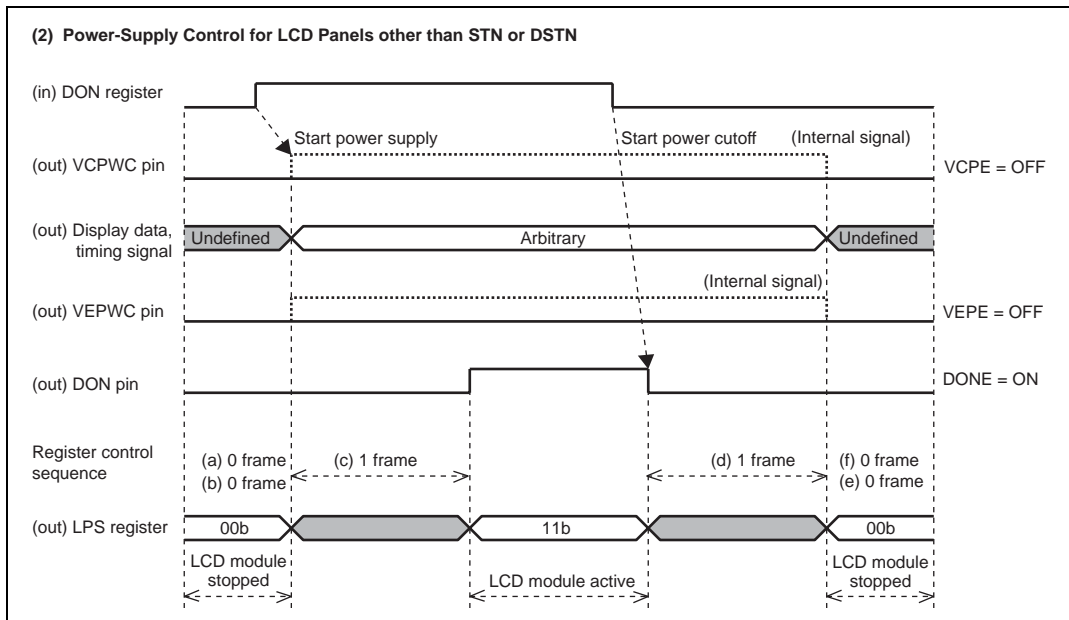 (2) Power-Supply Control for LCD Panels other than STN or DSTN
(in) DON register
Start power supply
Start power cutoff
(Internal signal)
(out) VCPWC pin
VCPE = OFF
(out) Display data,
timing signal
Undefined
Arbitrary
Undefined
(Internal signal)
(out) VEPWC pin
VEPE = OFF
(out) DON pin
DONE = ON
Register control
sequence
(a) 0 frame
(b) 0 frame
(c) 1 frame
(d) 1 frame
(f) 0 frame
(e) 0 frame
(out) LPS register
00b
11b
00b
LCD module
stopped
LCD module active
LCD module
stopped